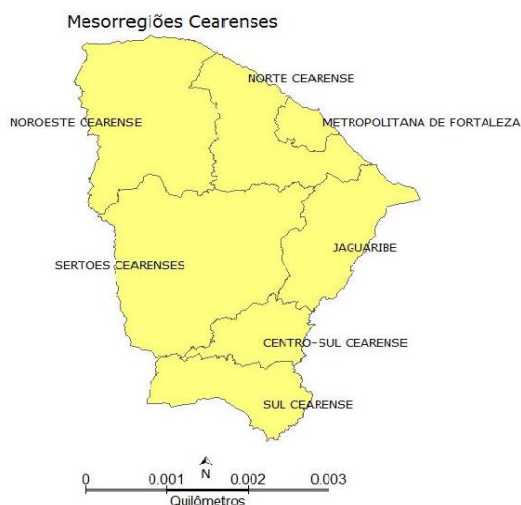 Mesorregiões Cearenses
NORTE CEARENSE
NOROESTE CEARENSE
METROPOLITANA DE FORTALEZA
JAGUARIBE
SERTOES CEARENSES
CENTRO-SUL CEARENSE
SUL CEARENSE
N
0 0.001 0.002 0.003
Quilômetros